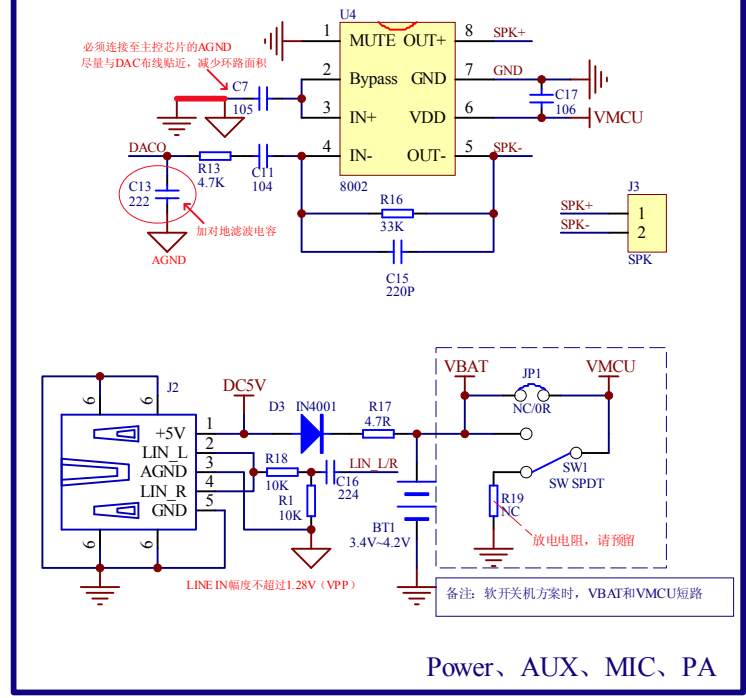 U4
必须连接至主控芯片的AGND
尽量与DAC布线贴近，减少环路面积
1 MUTE OUT+ 8 SPK+
C7
105
2 Bypass GND 7 GND
C17
106
3 IN+ VDD 6 VMCU
DACO
4 IN- OUT- 5 SPK-
R13
4.7K
C11
104
8002
C13
222
加对地滤波电容
AGND
R16
33K
C15
220P
J3
SPK+ 1
SPK- 2
SPK
J2
6 6
DC5V
VBAT
JP1
NC/0R
VMCU
D3 IN4001
R17
4.7R
+5V 1
LIN_L 2
AGND 3
LIN_R 4
GND 5
R18
10K
R1
10K
C16
224
LIN_L/R
SW1
SW SPDT
R19
NC
放电电阻，请预留
BT1
3.4V~4.2V
6 6
LINE IN幅度不超过1.28V（VPP）
备注：软开关机方案时，VBAT和VMCU短路
Power、AUX、MIC、PA